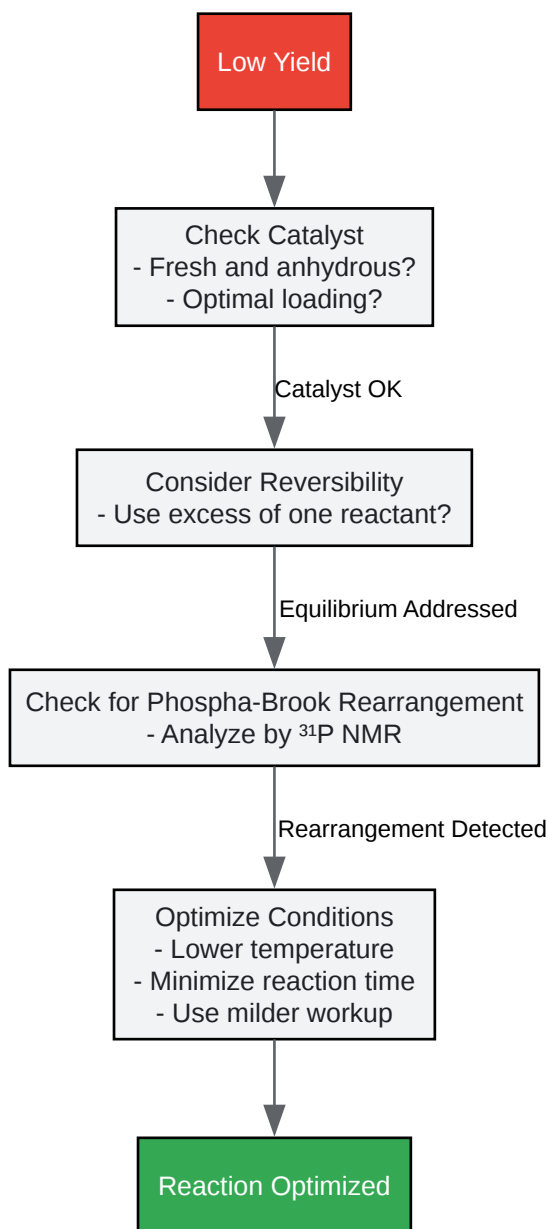 Low Yield
Check Catalyst
- Fresh and anhydrous?
- Optimal loading?
Catalyst OK
Consider Reversibility
- Use excess of one reactant?
Equilibrium Addressed
Check for Phospha-Brook Rearrangement
- Analyze by ³¹P NMR
Rearrangement Detected
Optimize Conditions
- Lower temperature
- Minimize reaction time
- Use milder workup
Reaction Optimized